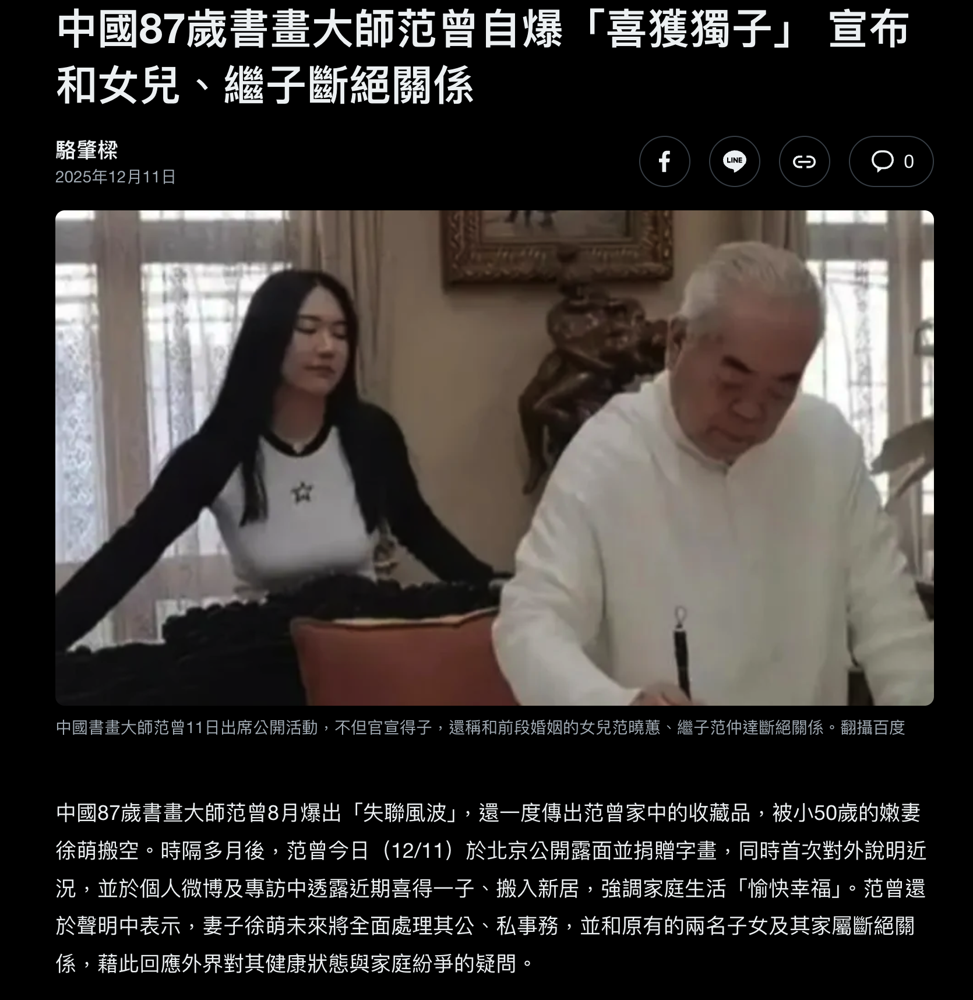 中國87歲書畫大師范曾自爆「喜獲獨子」 宣布
和女兒、繼子斷絕關係
駱肇樑
2025年12月11日
LINE
0
中國書畫大師范曾11日出席公開活動，不但官宣得子，還稱和前段婚姻的女兒范曉蕙、繼子范仲達斷絕關係。翻攝百度
中國87歲書畫大師范曾8月爆出「失聯風波」，還一度傳出范曾家中的收藏品，被小50歲的嫩妻
徐萌搬空。時隔多月後，范曾今日（12/11）於北京公開露面並捐贈字畫，同時首次對外說明近
況，並於個人微博及專訪中透露近期喜得一子、搬入新居，強調家庭生活「愉快幸福」。范曾還
於聲明中表示，妻子徐萌未來將全面處理其公、私事務，並和原有的兩名子女及其家屬斷絕關
係，藉此回應外界對其健康狀態與家庭紛爭的疑問。